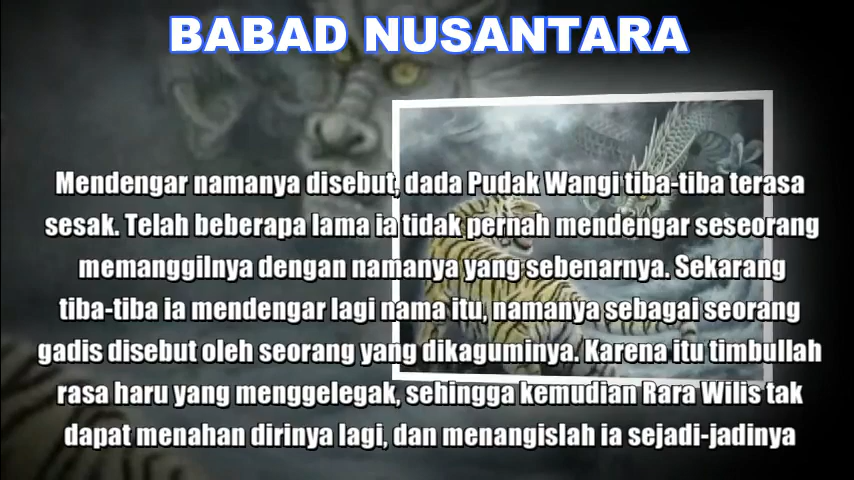 BABAD NUSANTARA
Mendengar namanya disebut, dada Pudak Wangi tiba-tiba terasa
sesak. Telah beberapa lama ia tidak pernah mendengar seseorang
memanggilnya dengan namanya yang sebenarnya. Sekarang
tiba-tiba ia mendengar lagi nama itu, namanya sebagai seorang
gadis disebut oleh seorang yang dikaguminya. Karena itu timbullah
rasa haru yang menggelegak, sehingga kemudian Rara Wilis tak
dapat menahan dirinya lagi, dan menangislah ia sejadi-jadinya